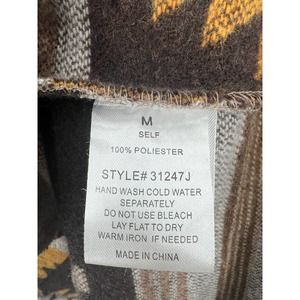 M
SELF
100% POLIESTER
STYLE# 31247J
HAND WASH COLD WATER
SEPARATELY
DO NOT USE BLEACH
LAY FLAT TO DRY
WARM IRON IF NEEDED
MADE IN CHINA